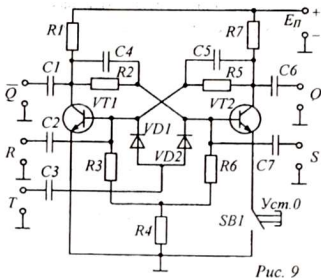 R1 R7 Eп + −
C4 C5
C1 R2 R5 C6
Q̅ VT1 VT2 Q
C2 VD1
R R3 VD2 R6 C7 S
C3
T Уст.0
R4 SB1
Рис. 9